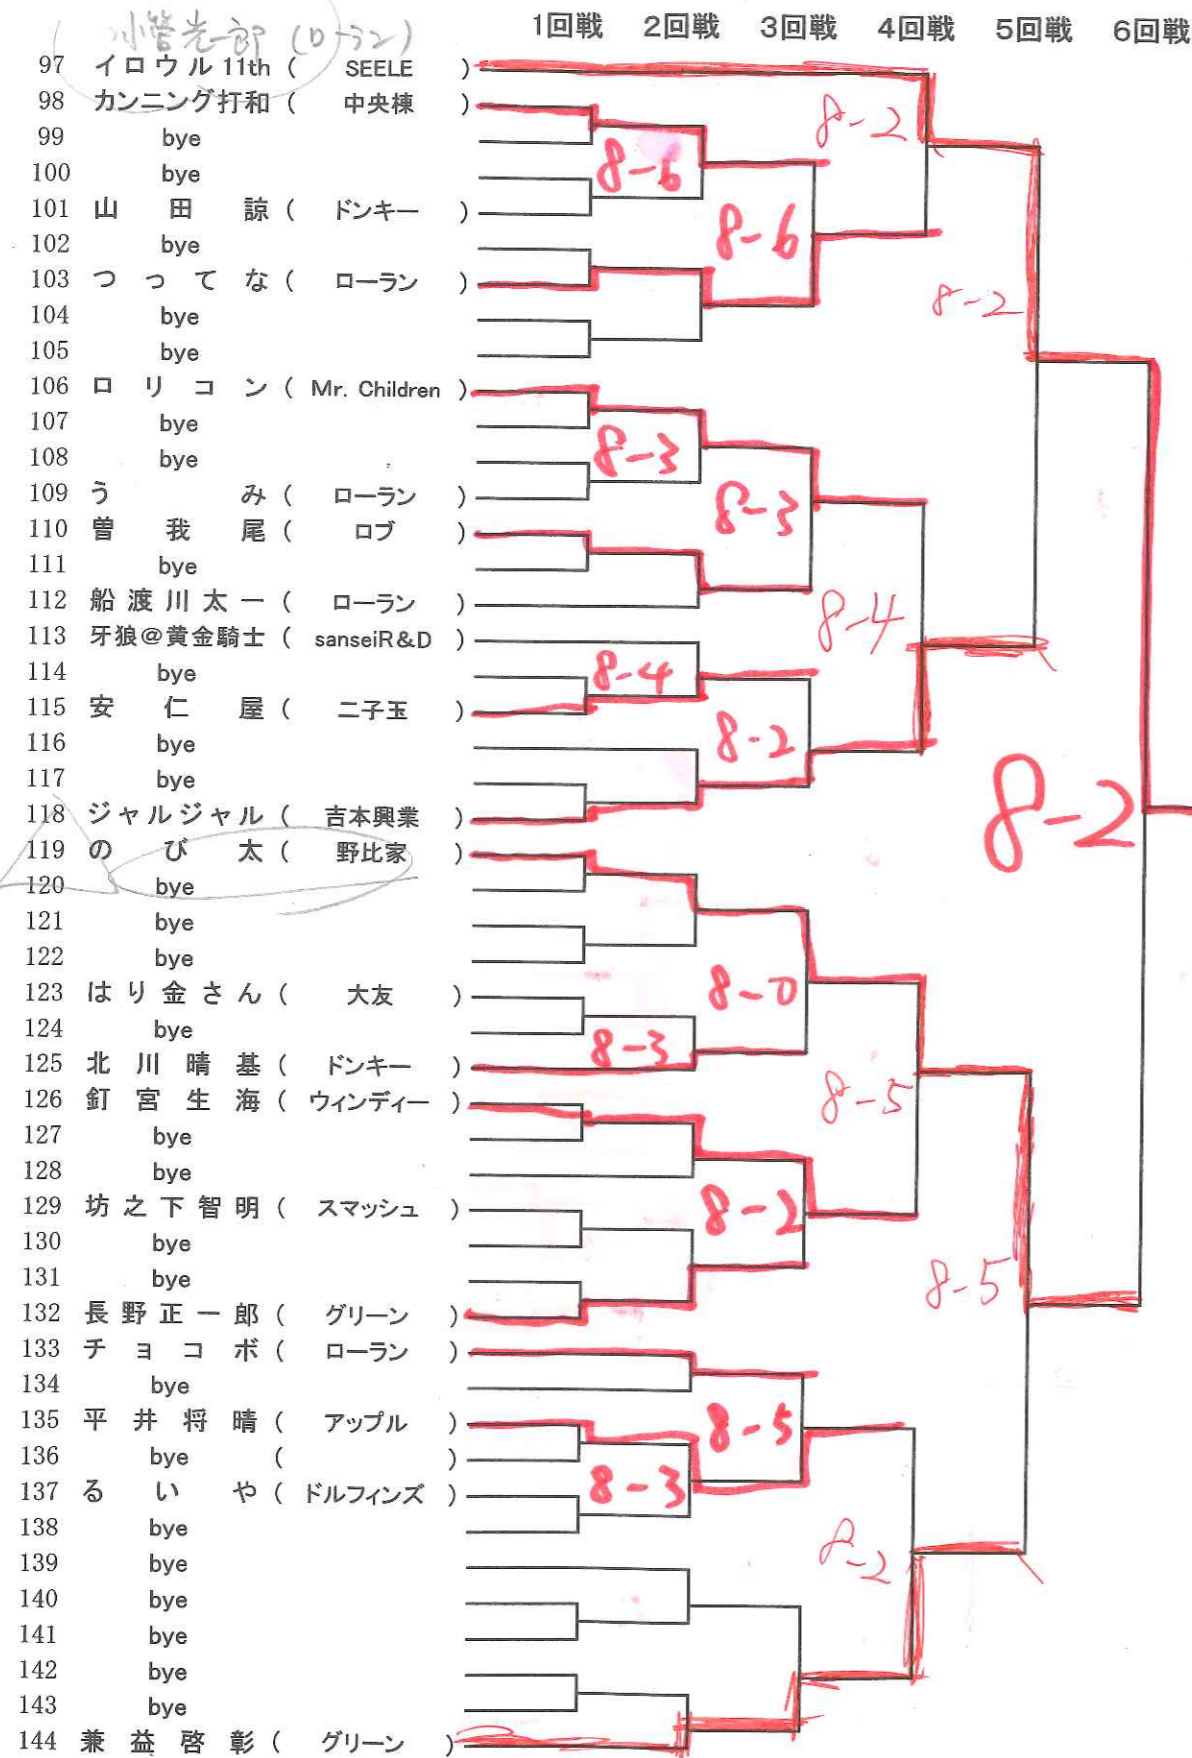 小菅光一郎 (ローラン)
1回戦 2回戦 3回戦 4回戦 5回戦 6回戦
97 イロウル 11th ( SEELE )
98 カンニング打和 ( 中央棟 )
99 bye
100 bye
101 山田諒 ( ドンキー )
102 bye
103 つってな ( ローラン )
104 bye
105 bye
106 ロリコン ( Mr. Children )
107 bye
108 bye
109 うみ ( ローラン )
110 曽我尾 ( ロブ )
111 bye
112 船渡川太一 ( ローラン )
113 牙狼@黄金騎士 ( sanseiR&D )
114 bye
115 安仁屋 ( 二子玉 )
116 bye
117 bye
118 ジャルジャル ( 吉本興業 )
119 のび太 ( 野比家 )
120 bye
121 bye
122 bye
123 はり金さん ( 大友 )
124 bye
125 北川晴基 ( ドンキー )
126 釘宮生海 ( ウィンディー )
127 bye
128 bye
129 坊之下智明 ( スマッシュ )
130 bye
131 bye
132 長野正一郎 ( グリーン )
133 チョコボ ( ローラン )
134 bye
135 平井将晴 ( アップル )
136 bye ( )
137 るいや ( ドルフィンズ )
138 bye
139 bye
140 bye
141 bye
142 bye
143 bye
144 兼益啓彰 ( グリーン )
8-6
8-3
8-4
8-3
8-3
8-6
8-3
8-2
8-0
8-2
8-5
8-2
8-4
8-5
8-2
8-2
8-5
8-2